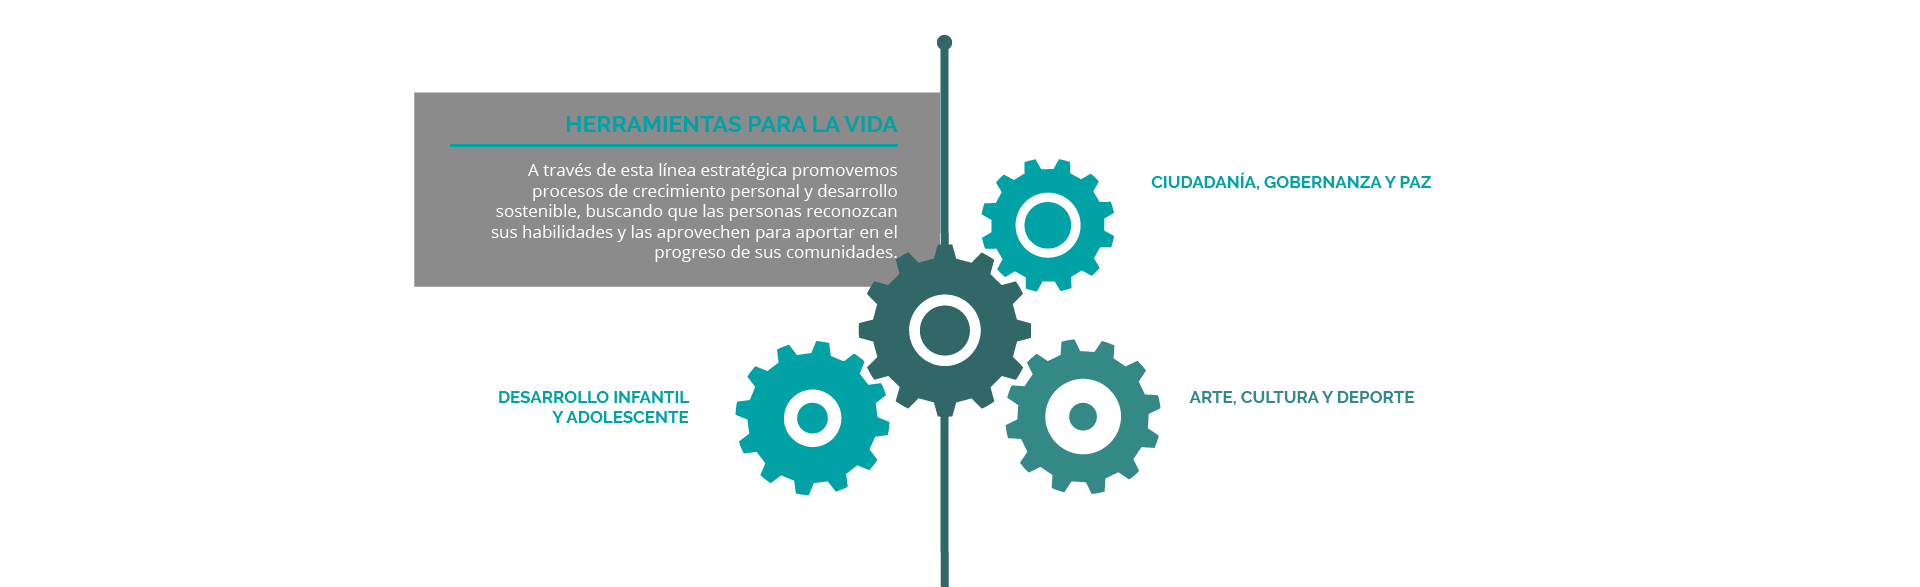 HERRAMIENTAS PARA LA VIDA
A través de esta línea estratégica promovemos
procesos de crecimiento personal y desarrollo
sostenible, buscando que las personas reconozcan
sus habilidades y las aprovechen para aportar en el
progreso de sus comunidades.
CIUDADANÍA, GOBERNANZA Y PAZ
DESARROLLO INFANTIL
Y ADOLESCENTE
ARTE, CULTURA Y DEPORTE